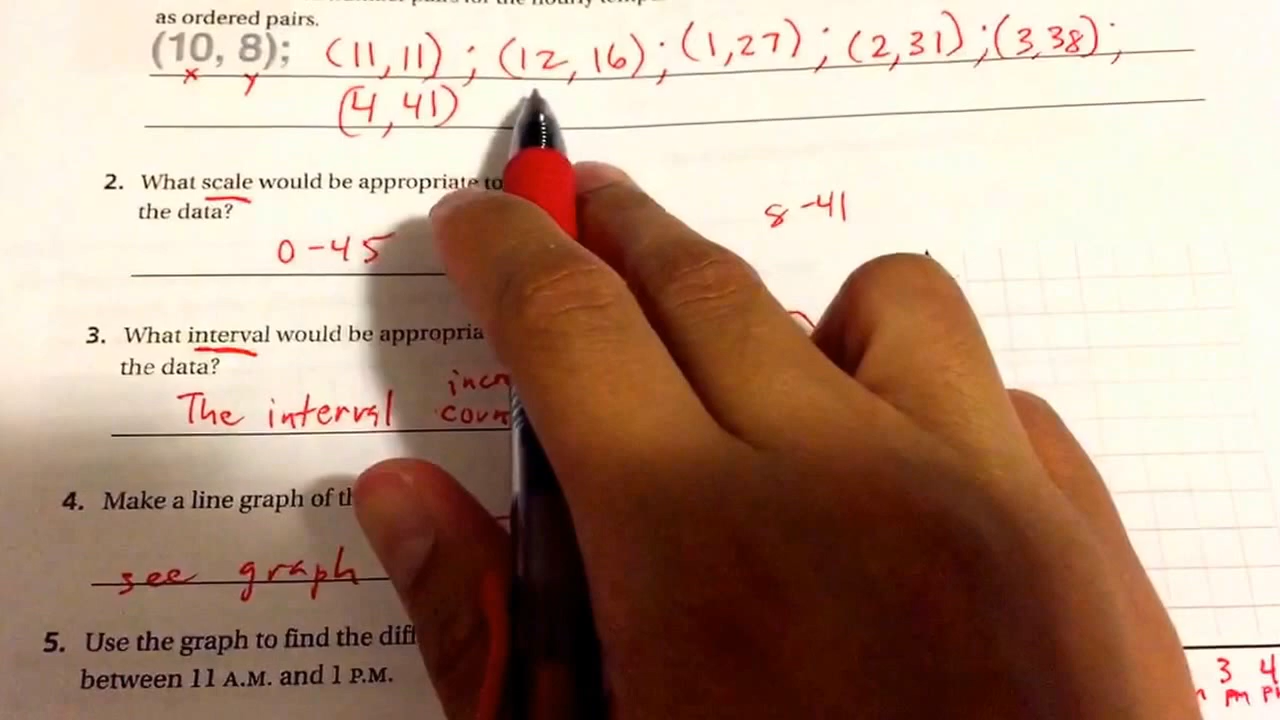 as ordered pairs.
(10, 8); (11, 11) ; (12, 16) ; (1, 27) ; (2, 31) ; (3, 38) ;
x y
(4, 41)
2. What scale would be appropriate to
the data?
8 - 41
0 - 45
3. What interval would be
the data?
The interval
4. Make a line graph of
see graph
5. Use the graph to find the
between 11 A.M. and 1 P.M.
3 4
PM